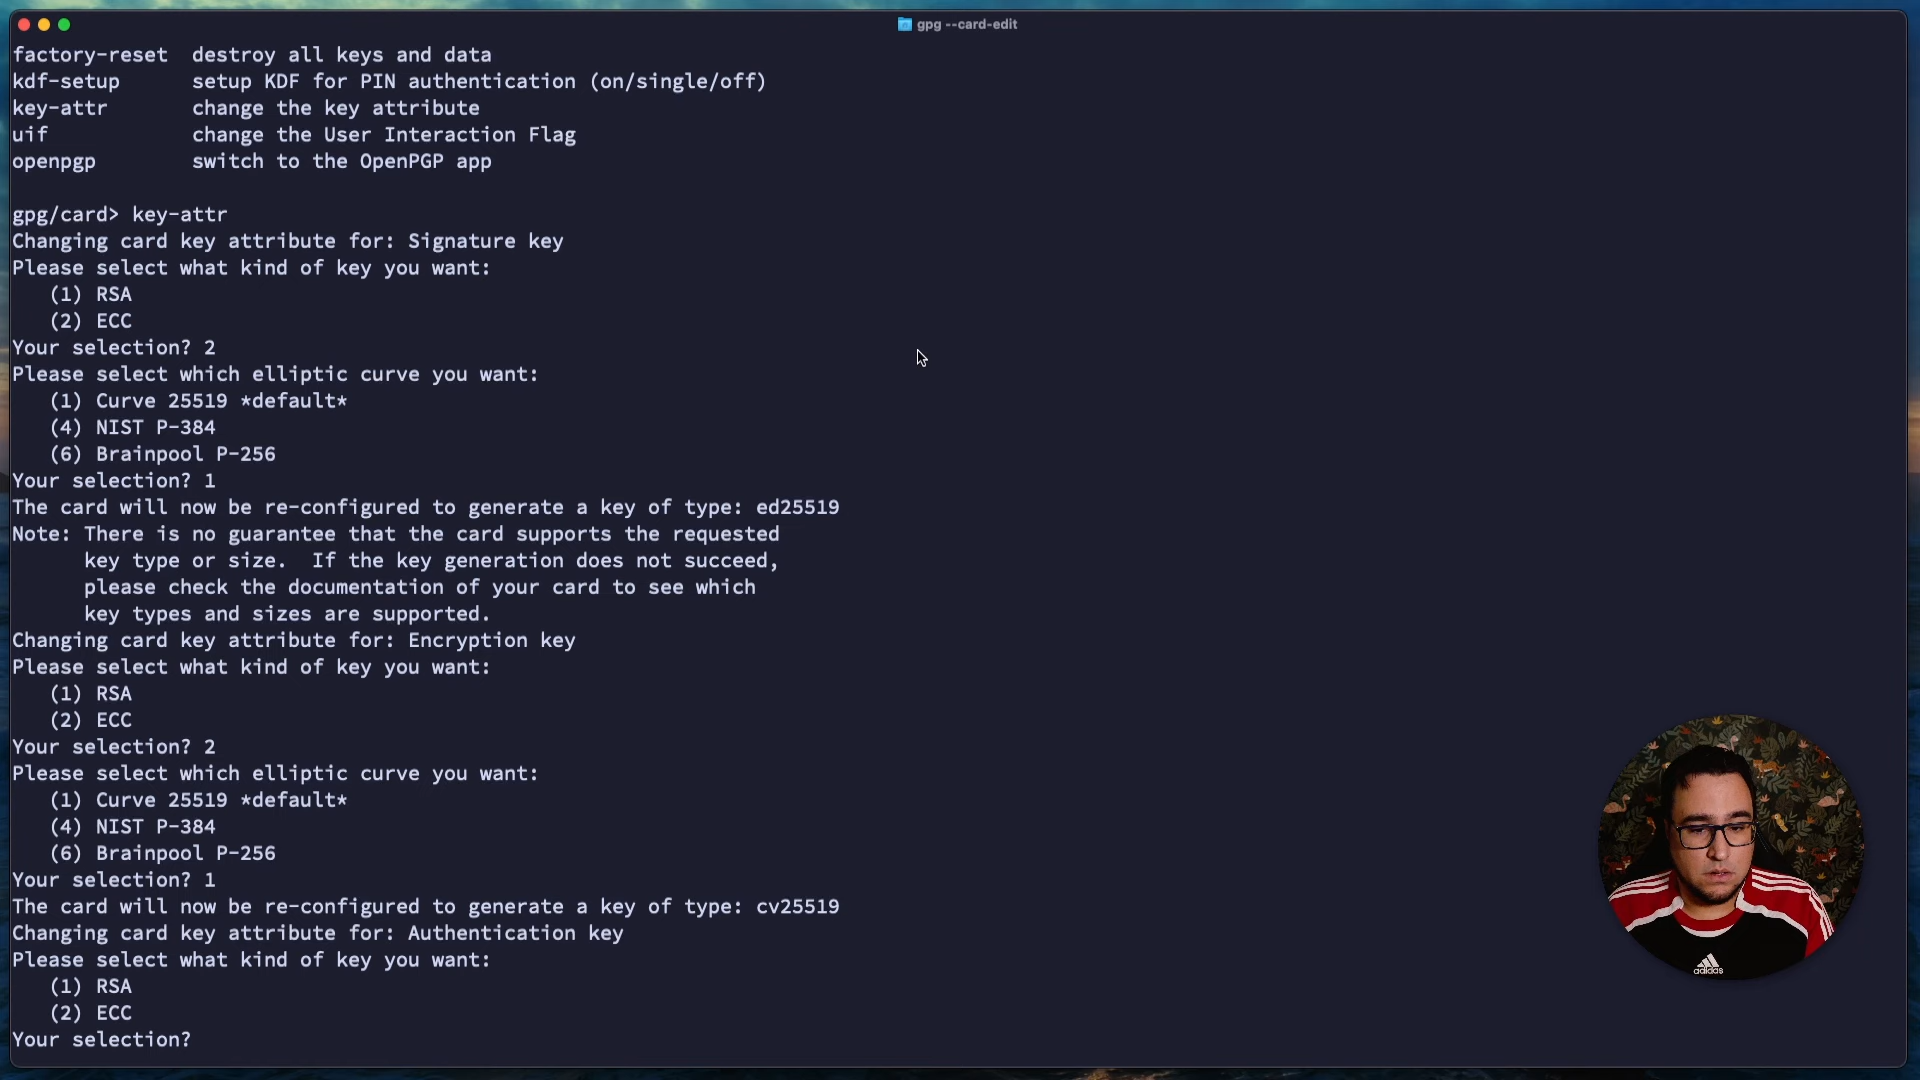 gpg --card-edit
factory-reset  destroy all keys and data
kdf-setup      setup KDF for PIN authentication (on/single/off)
key-attr       change the key attribute
uif            change the User Interaction Flag
openpgp        switch to the OpenPGP app
gpg/card> key-attr
Changing card key attribute for: Signature key
Please select what kind of key you want:
   (1) RSA
   (2) ECC
Your selection? 2
Please select which elliptic curve you want:
   (1) Curve 25519 *default*
   (4) NIST P-384
   (6) Brainpool P-256
Your selection? 1
The card will now be re-configured to generate a key of type: ed25519
Note: There is no guarantee that the card supports the requested
      key type or size.  If the key generation does not succeed,
      please check the documentation of your card to see which
      key types and sizes are supported.
Changing card key attribute for: Encryption key
Please select what kind of key you want:
   (1) RSA
   (2) ECC
Your selection? 2
Please select which elliptic curve you want:
   (1) Curve 25519 *default*
   (4) NIST P-384
   (6) Brainpool P-256
Your selection? 1
The card will now be re-configured to generate a key of type: cv25519
Changing card key attribute for: Authentication key
Please select what kind of key you want:
   (1) RSA
   (2) ECC
Your selection?
adidas